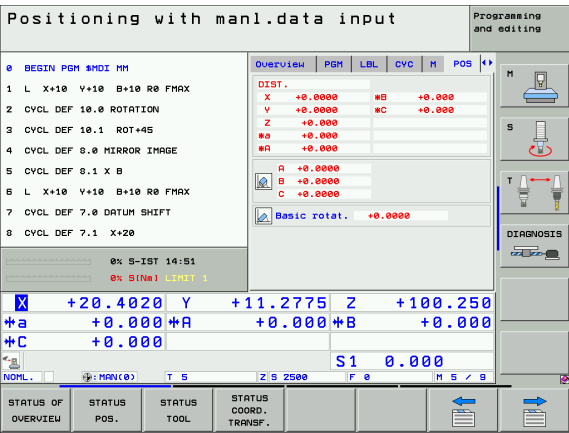 Positioning with manl.data input
Programming
and editing
0 BEGIN PGM $MDI MM
1 L X+10 Y+10 B+10 R0 FMAX
2 CYCL DEF 10.0 ROTATION
3 CYCL DEF 10.1 ROT+45
4 CYCL DEF 8.0 MIRROR IMAGE
5 CYCL DEF 8.1 X B
6 L X+10 Y+10 B+10 R0 FMAX
7 CYCL DEF 7.0 DATUM SHIFT
8 CYCL DEF 7.1 X+20
0% S-IST 14:51
0% S[Nm] LIMIT 1
Overview PGM LBL CYC M POS
DIST.
X +0.0000 *B +0.000
Y +0.0000 *C +0.000
Z +0.000
*a +0.000
*A +0.000
A +0.0000
B +0.0000
C +0.0000
Basic rotat. +0.0000
M
S
T
DIAGNOSIS
X +20.4020 Y +11.2775 Z +100.250
*a +0.000 *A +0.000 *B +0.000
*C +0.000
S1 0.000
NOML. : MAN(0) T 5 Z S 2500 F 0 M 5 / 9
STATUS OF
OVERVIEW
STATUS
POS.
STATUS
TOOL
STATUS
COORD.
TRANSF.